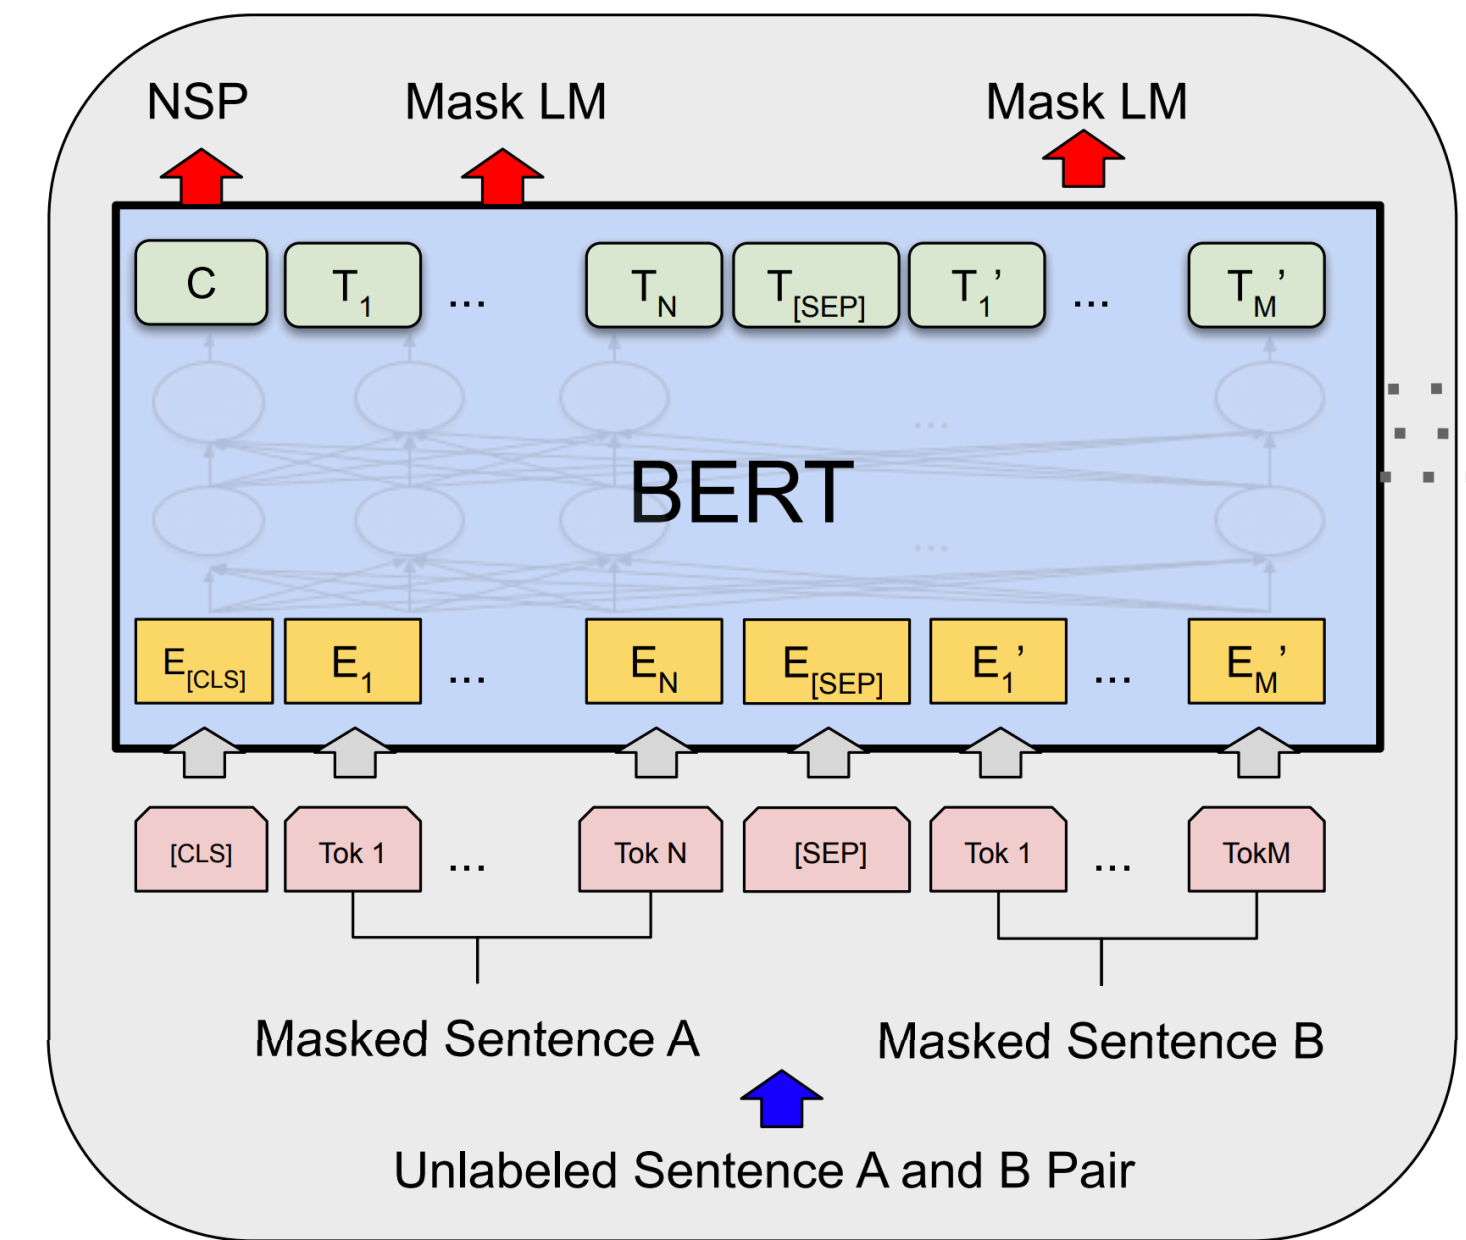 NSP Mask LM Mask LM
C T1 ... TN T[SEP] T1’ ... TM’
...
BERT
...
E[CLS] E1 ... EN E[SEP] E1’ ... EM’
[CLS] Tok 1 ... Tok N [SEP] Tok 1 ... TokM
Masked Sentence A Masked Sentence B
Unlabeled Sentence A and B Pair